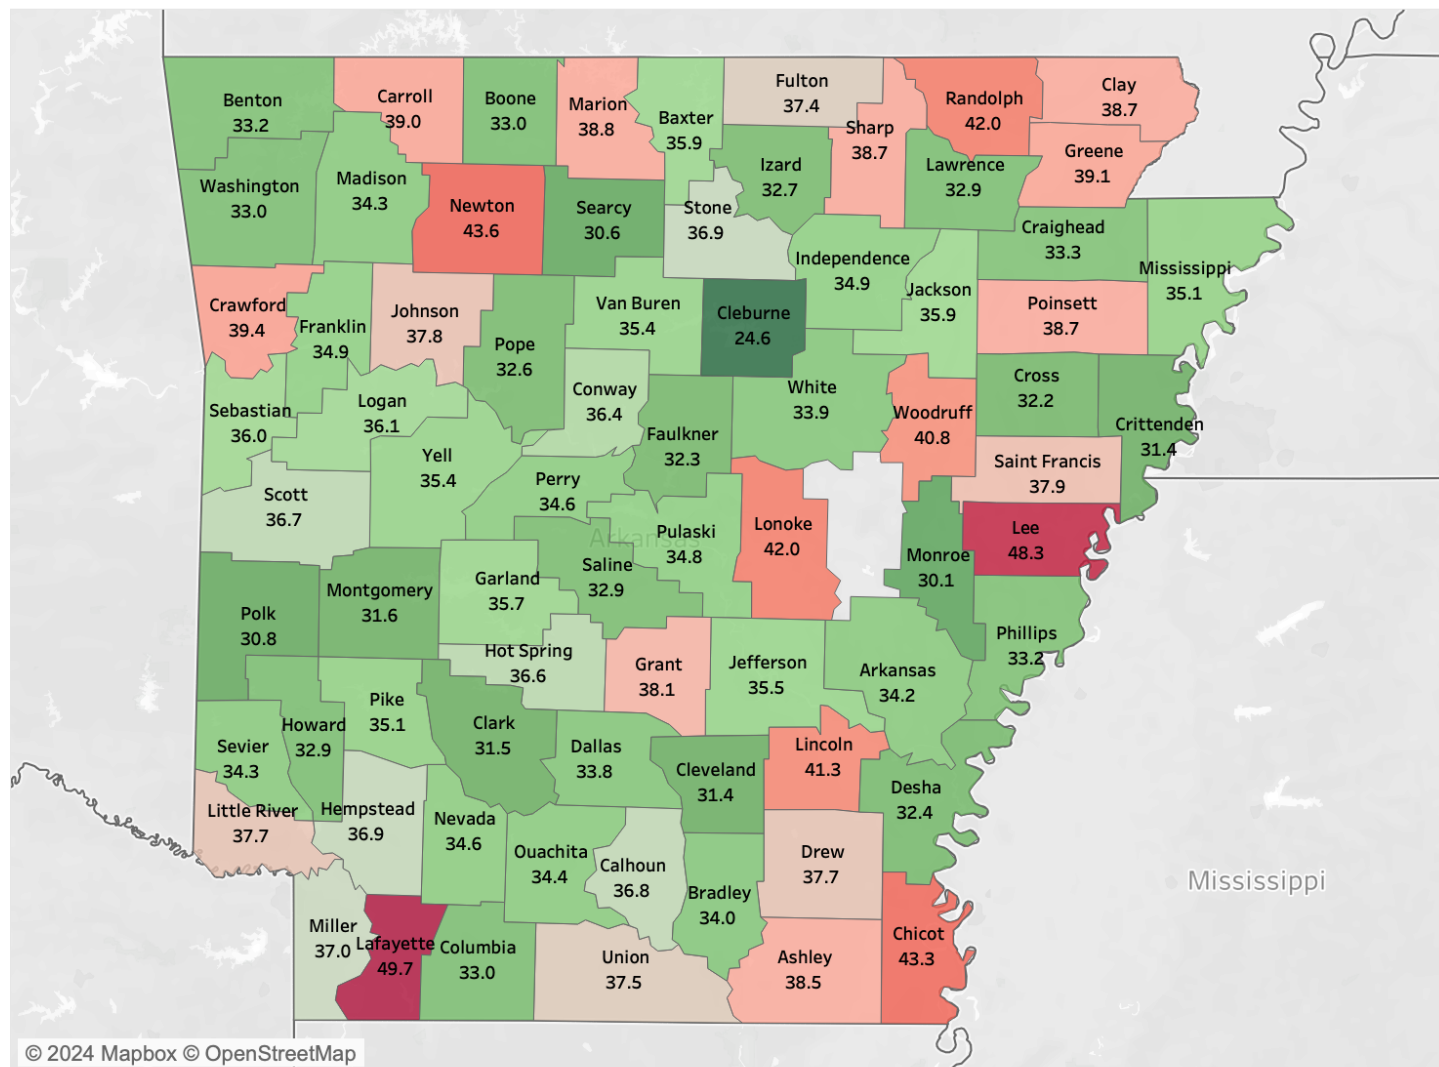 Benton
33.2
Carroll
39.0
Boone
33.0
Marion
38.8
Baxter
35.9
Fulton
37.4
Sharp
38.7
Randolph
42.0
Clay
38.7
Greene
39.1
Washington
33.0
Madison
34.3
Newton
43.6
Searcy
30.6
Stone
36.9
Izard
32.7
Lawrence
32.9
Craighead
33.3
Mississippi
35.1
Crawford
39.4
Franklin
34.9
Johnson
37.8
Pope
32.6
Van Buren
35.4
Cleburne
24.6
Independence
34.9
Jackson
35.9
Poinsett
38.7
Sebastian
36.0
Logan
36.1
Conway
36.4
White
33.9
Woodruff
40.8
Cross
32.2
Crittenden
31.4
Scott
36.7
Yell
35.4
Perry
34.6
Faulkner
32.3
Saint Francis
37.9
Arkansas
Pulaski
34.8
Lonoke
42.0
Monroe
30.1
Lee
48.3
Polk
30.8
Montgomery
31.6
Garland
35.7
Saline
32.9
Hot Spring
36.6
Grant
38.1
Jefferson
35.5
Arkansas
34.2
Phillips
33.2
Sevier
34.3
Howard
32.9
Pike
35.1
Clark
31.5
Dallas
33.8
Cleveland
31.4
Lincoln
41.3
Desha
32.4
Little River
37.7
Hempstead
36.9
Nevada
34.6
Ouachita
34.4
Calhoun
36.8
Bradley
34.0
Drew
37.7
Mississippi
Miller
37.0
Lafayette
49.7
Columbia
33.0
Union
37.5
Ashley
38.5
Chicot
43.3
© 2024 Mapbox © OpenStreetMap